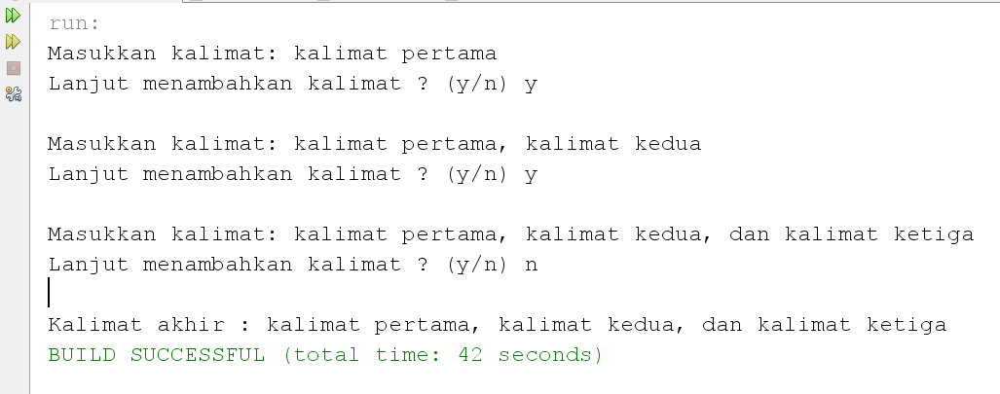 run:
Masukkan kalimat: kalimat pertama
Lanjut menambahkan kalimat ? (y/n) y
Masukkan kalimat: kalimat pertama, kalimat kedua
Lanjut menambahkan kalimat ? (y/n) y
Masukkan kalimat: kalimat pertama, kalimat kedua, dan kalimat ketiga
Lanjut menambahkan kalimat ? (y/n) n
Kalimat akhir : kalimat pertama, kalimat kedua, dan kalimat ketiga
BUILD SUCCESSFUL (total time: 42 seconds)